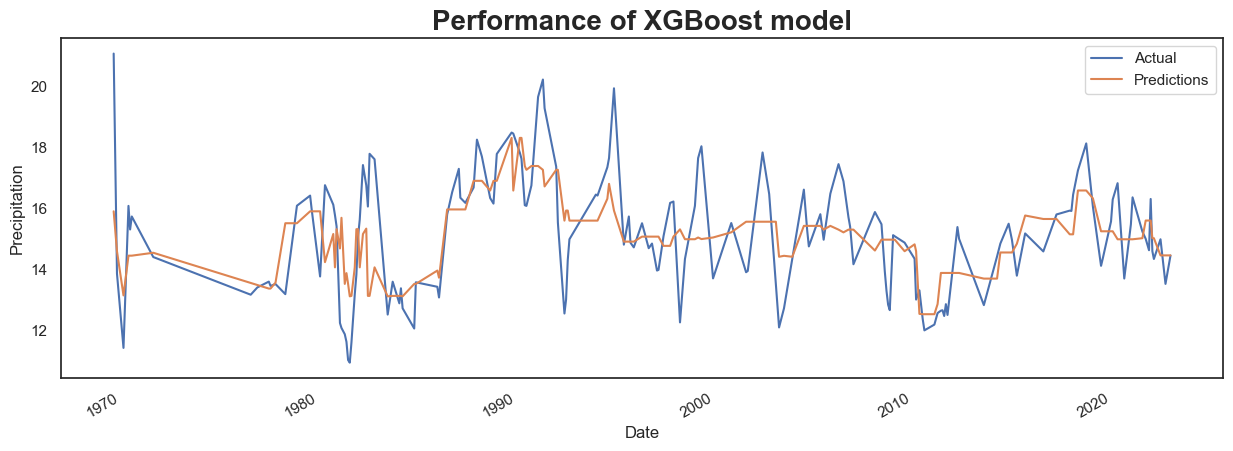 Performance of XGBoost model
Actual
Predictions
Precipitation
20
18
16
14
12
1970
1980
1990
2000
2010
2020
Date